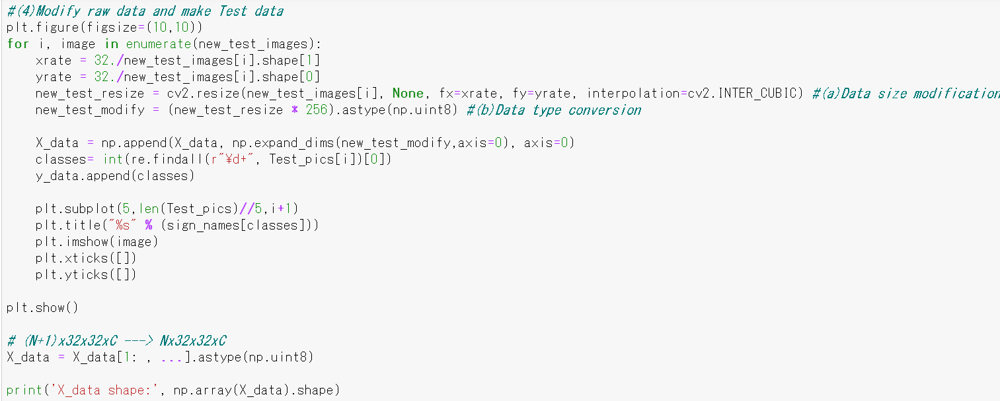 #(4)Modify raw data and make Test data
plt.figure(figsize=(10,10))
for i, image in enumerate(new_test_images):
    xrate = 32./new_test_images[i].shape[1]
    yrate = 32./new_test_images[i].shape[0]
    new_test_resize = cv2.resize(new_test_images[i], None, fx=xrate, fy=yrate, interpolation=cv2.INTER_CUBIC) #(a)Data size modification
    new_test_modify = (new_test_resize * 256).astype(np.uint8) #(b)Data type conversion
    X_data = np.append(X_data, np.expand_dims(new_test_modify,axis=0), axis=0)
    classes= int(re.findall(r"¥d+", Test_pics[i])[0])
    y_data.append(classes)
    plt.subplot(5,len(Test_pics)//5,i+1)
    plt.title("%s" % (sign_names[classes]))
    plt.imshow(image)
    plt.xticks([])
    plt.yticks([])
plt.show()
# (N+1)x32x32xC ---> Nx32x32xC
X_data = X_data[1: , ...].astype(np.uint8)
print('X_data shape:', np.array(X_data).shape)